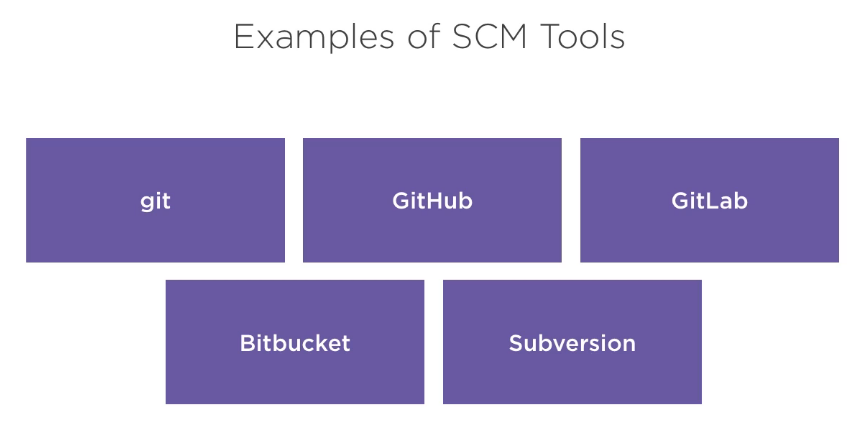 Examples of SCM Tools
git
GitHub
GitLab
Bitbucket
Subversion